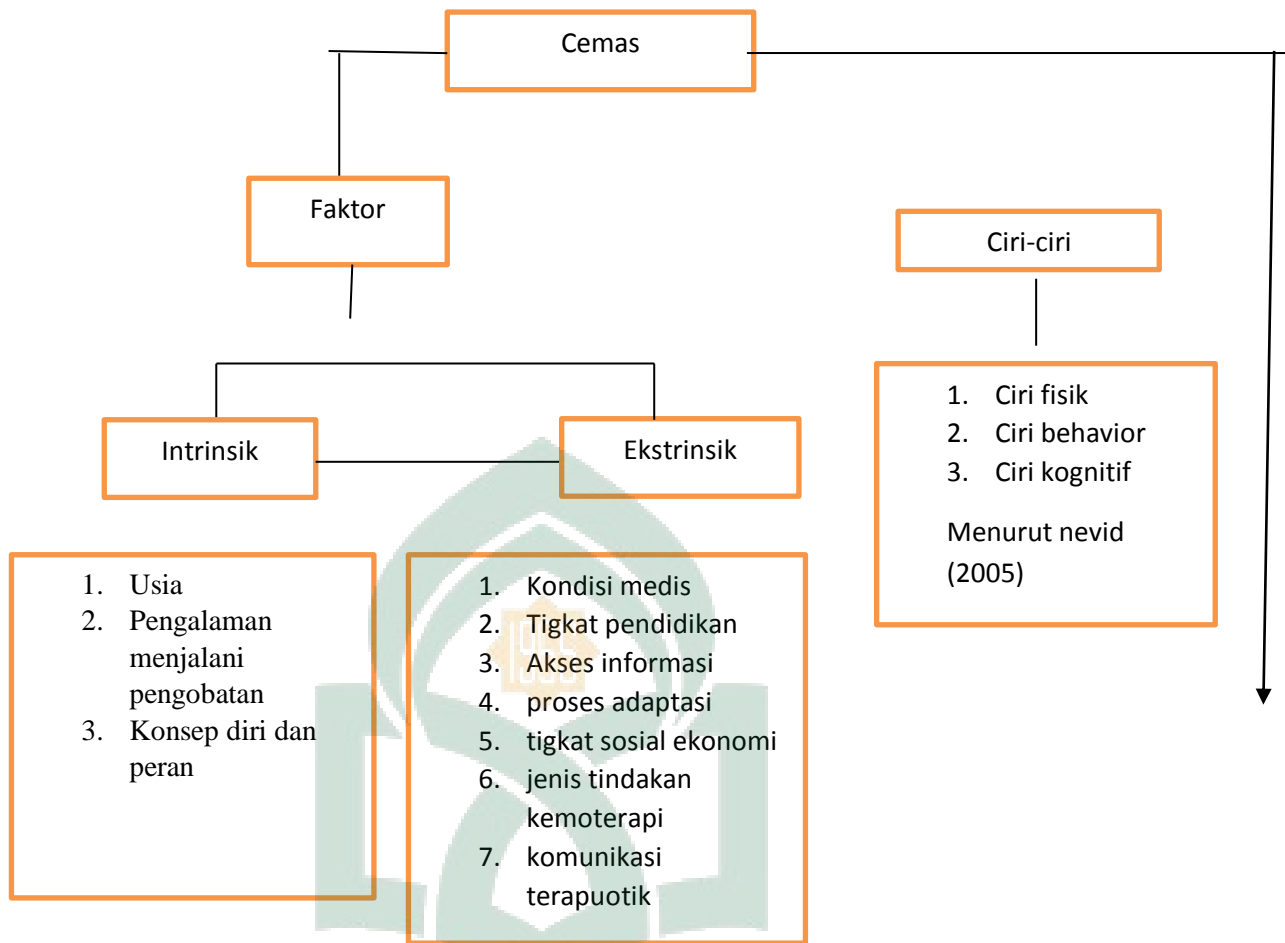 Cemas
Faktor
Ciri-ciri
Intrinsik
Ekstrinsik
1. Ciri fisik
2. Ciri behavior
3. Ciri kognitif
Menurut nevid
(2005)
1. Usia
2. Pengalaman
menjalani
pengobatan
3. Konsep diri dan
peran
1. Kondisi medis
2. Tigkat pendidikan
3. Akses informasi
4. proses adaptasi
5. tigkat sosial ekonomi
6. jenis tindakan
kemoterapi
7. komunikasi
terapuotik